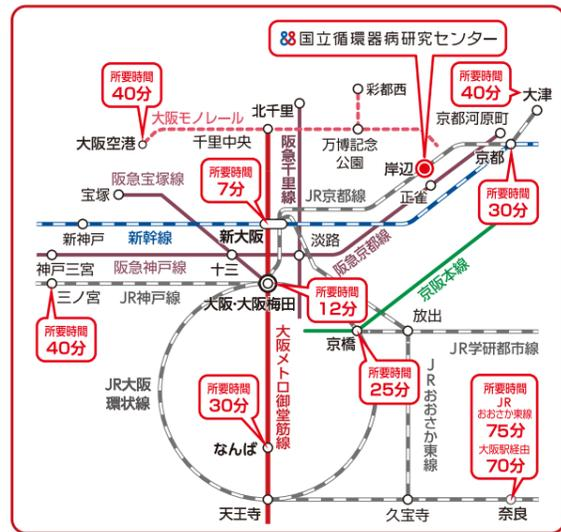 国立循環器病研究センター
所要時間
40分
大阪モノレール
大阪空港
北千里
千里中央
彩都西
万博記念
公園
所要時間
40分
大津
京都河原町
京都
所要時間
30分
岸辺
正雀
阪急千里線
阪急宝塚線
宝塚
所要時間
7分
JR京都線
新神戸
新幹線
新大阪
淡路
阪急京都線
神戸三宮
阪急神戸線
十三
京阪本線
三ノ宮
JR神戸線
大阪・大阪梅田
所要時間
12分
所要時間
40分
放出
京橋
JR学研都市線
所要時間
25分
大阪メトロ御堂筋線
JR大阪
環状線
所要時間
30分
なんば
JRおおさか東線
所要時間
JR
おおさか東線
75分
大阪駅経由
70分
天王寺
久宝寺
奈良